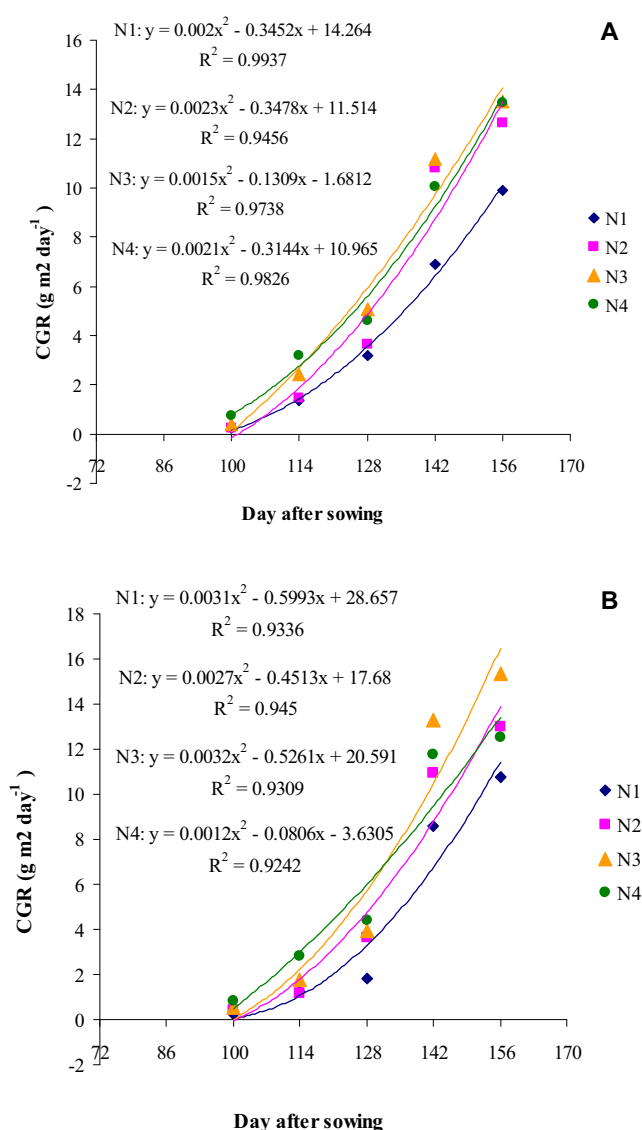 A
N1: y = 0.002x² - 0.3452x + 14.264
R² = 0.9937
N2: y = 0.0023x² - 0.3478x + 11.514
R² = 0.9456
N3: y = 0.0015x² - 0.1309x - 1.6812
R² = 0.9738
N4: y = 0.0021x² - 0.3144x + 10.965
R² = 0.9826
16
14
12
10
8
6
4
2
0
-2
CGR (g m2 day⁻¹)
72 86 100 114 128 142 156 170
Day after sowing
N1
N2
N3
N4
B
N1: y = 0.0031x² - 0.5993x + 28.657
R² = 0.9336
N2: y = 0.0027x² - 0.4513x + 17.68
R² = 0.945
N3: y = 0.0032x² - 0.5261x + 20.591
R² = 0.9309
N4: y = 0.0012x² - 0.0806x - 3.6305
R² = 0.9242
18
16
14
12
10
8
6
4
2
0
-2
CGR (g m2 day⁻¹)
72 86 100 114 128 142 156 170
Day after sowing
N1
N2
N3
N4